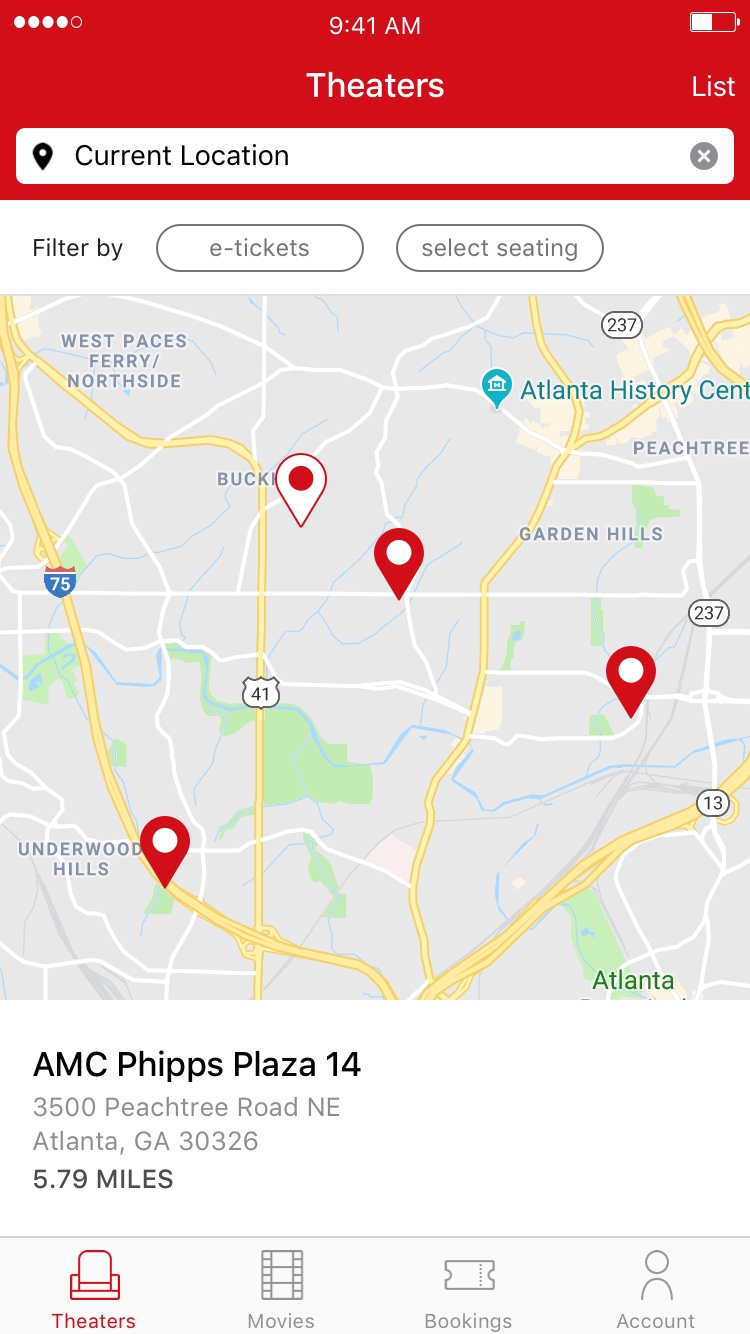 9:41 AM
Theaters
List
Current Location
Filter by
e-tickets
select seating
237
WEST PACES
FERRY/
NORTHSIDE
Atlanta History Cent
PEACHTREE
BUCKH
GARDEN HILLS
75
237
41
13
UNDERWOOD
HILLS
Atlanta
AMC Phipps Plaza 14
3500 Peachtree Road NE
Atlanta, GA 30326
5.79 MILES
Theaters
Movies
Bookings
Account